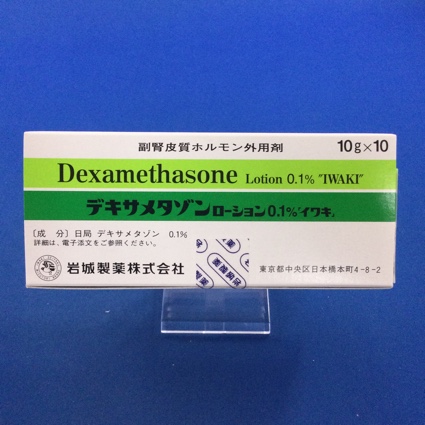 副腎皮質ホルモン外用剤 10g×10
Dexamethasone Lotion 0.1% "IWAKI"
デキサメタゾンローション0.1%「イワキ」
〔成 分〕日局 デキサメタゾン 0.1%
詳細は、電子添文をご参照ください。
岩城製薬株式会社
東京都中央区日本橋本町4-8-2